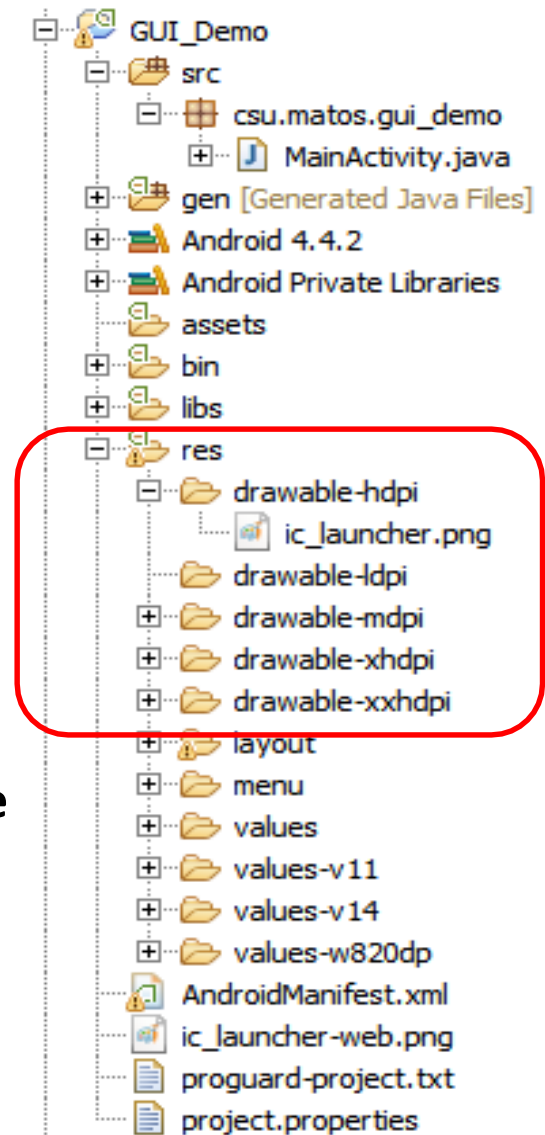 GUI_Demo
src
csu.matos.gui_demo
MainActivity.java
gen [Generated Java Files]
Android 4.4.2
Android Private Libraries
assets
bin
libs
res
drawable-hdpi
ic_launcher.png
drawable-ldpi
drawable-mdpi
drawable-xhdpi
drawable-xxhdpi
layout
e menu
values
values-v11
values-v14
values-w820dp
AndroidManifest.xml
ic_launcher-web.png
proguard-project.txt
project.properties